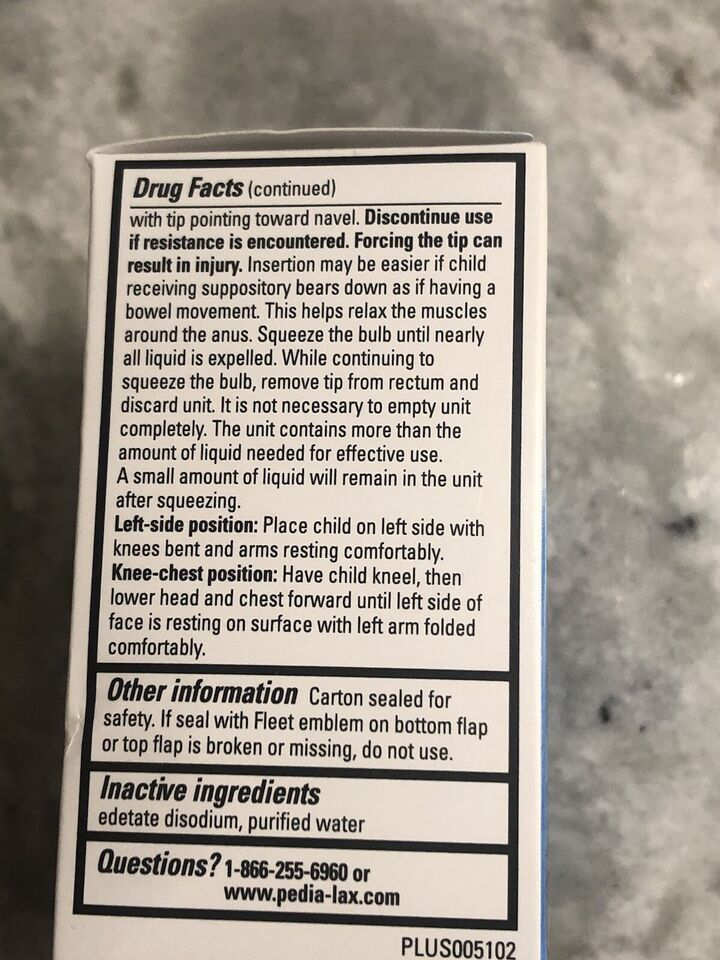 Drug Facts (continued)
with tip pointing toward navel. Discontinue use
if resistance is encountered. Forcing the tip can
result in injury. Insertion may be easier if child
receiving suppository bears down as if having a
bowel movement. This helps relax the muscles
around the anus. Squeeze the bulb until nearly
all liquid is expelled. While continuing to
squeeze the bulb, remove tip from rectum and
discard unit. It is not necessary to empty unit
completely. The unit contains more than the
amount of liquid needed for effective use.
A small amount of liquid will remain in the unit
after squeezing.
Left-side position: Place child on left side with
knees bent and arms resting comfortably.
Knee-chest position: Have child kneel, then
lower head and chest forward until left side of
face is resting on surface with left arm folded
comfortably.
Other information Carton sealed for
safety. If seal with Fleet emblem on bottom flap
or top flap is broken or missing, do not use.
Inactive ingredients
edetate disodium, purified water
Questions? 1-866-255-6960 or
www.pedia-lax.com
PLUS005102